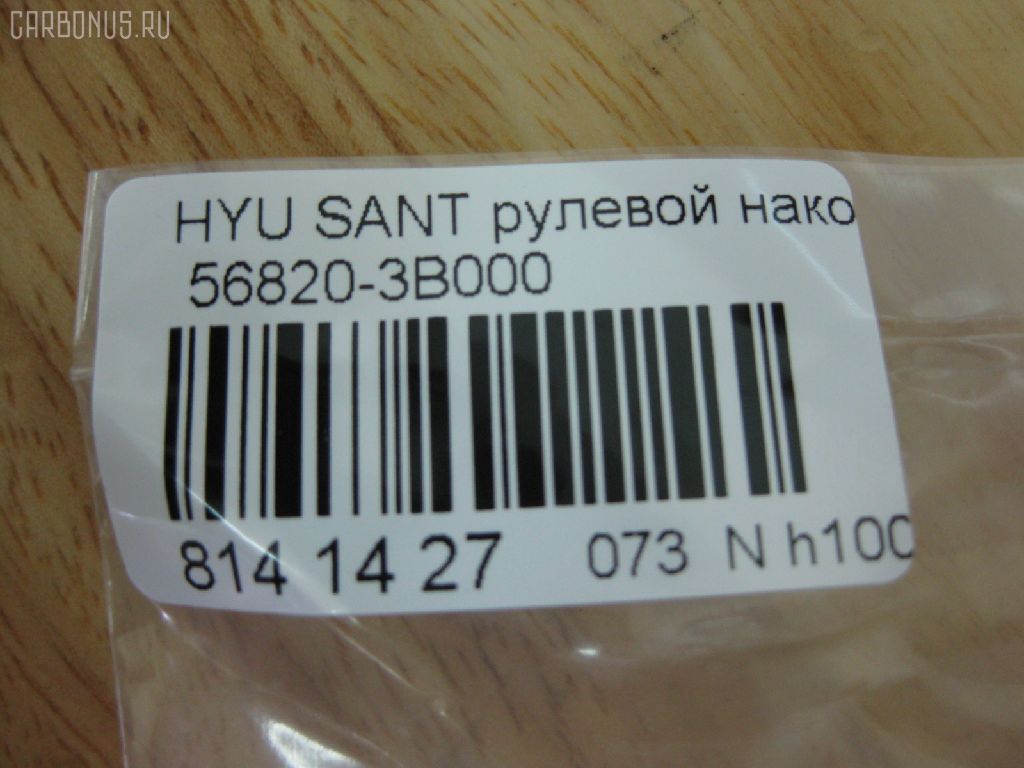 CARBONUS.RU
HYU SANT рулевой нако
56820-3B000
814 14 27 073 N h100